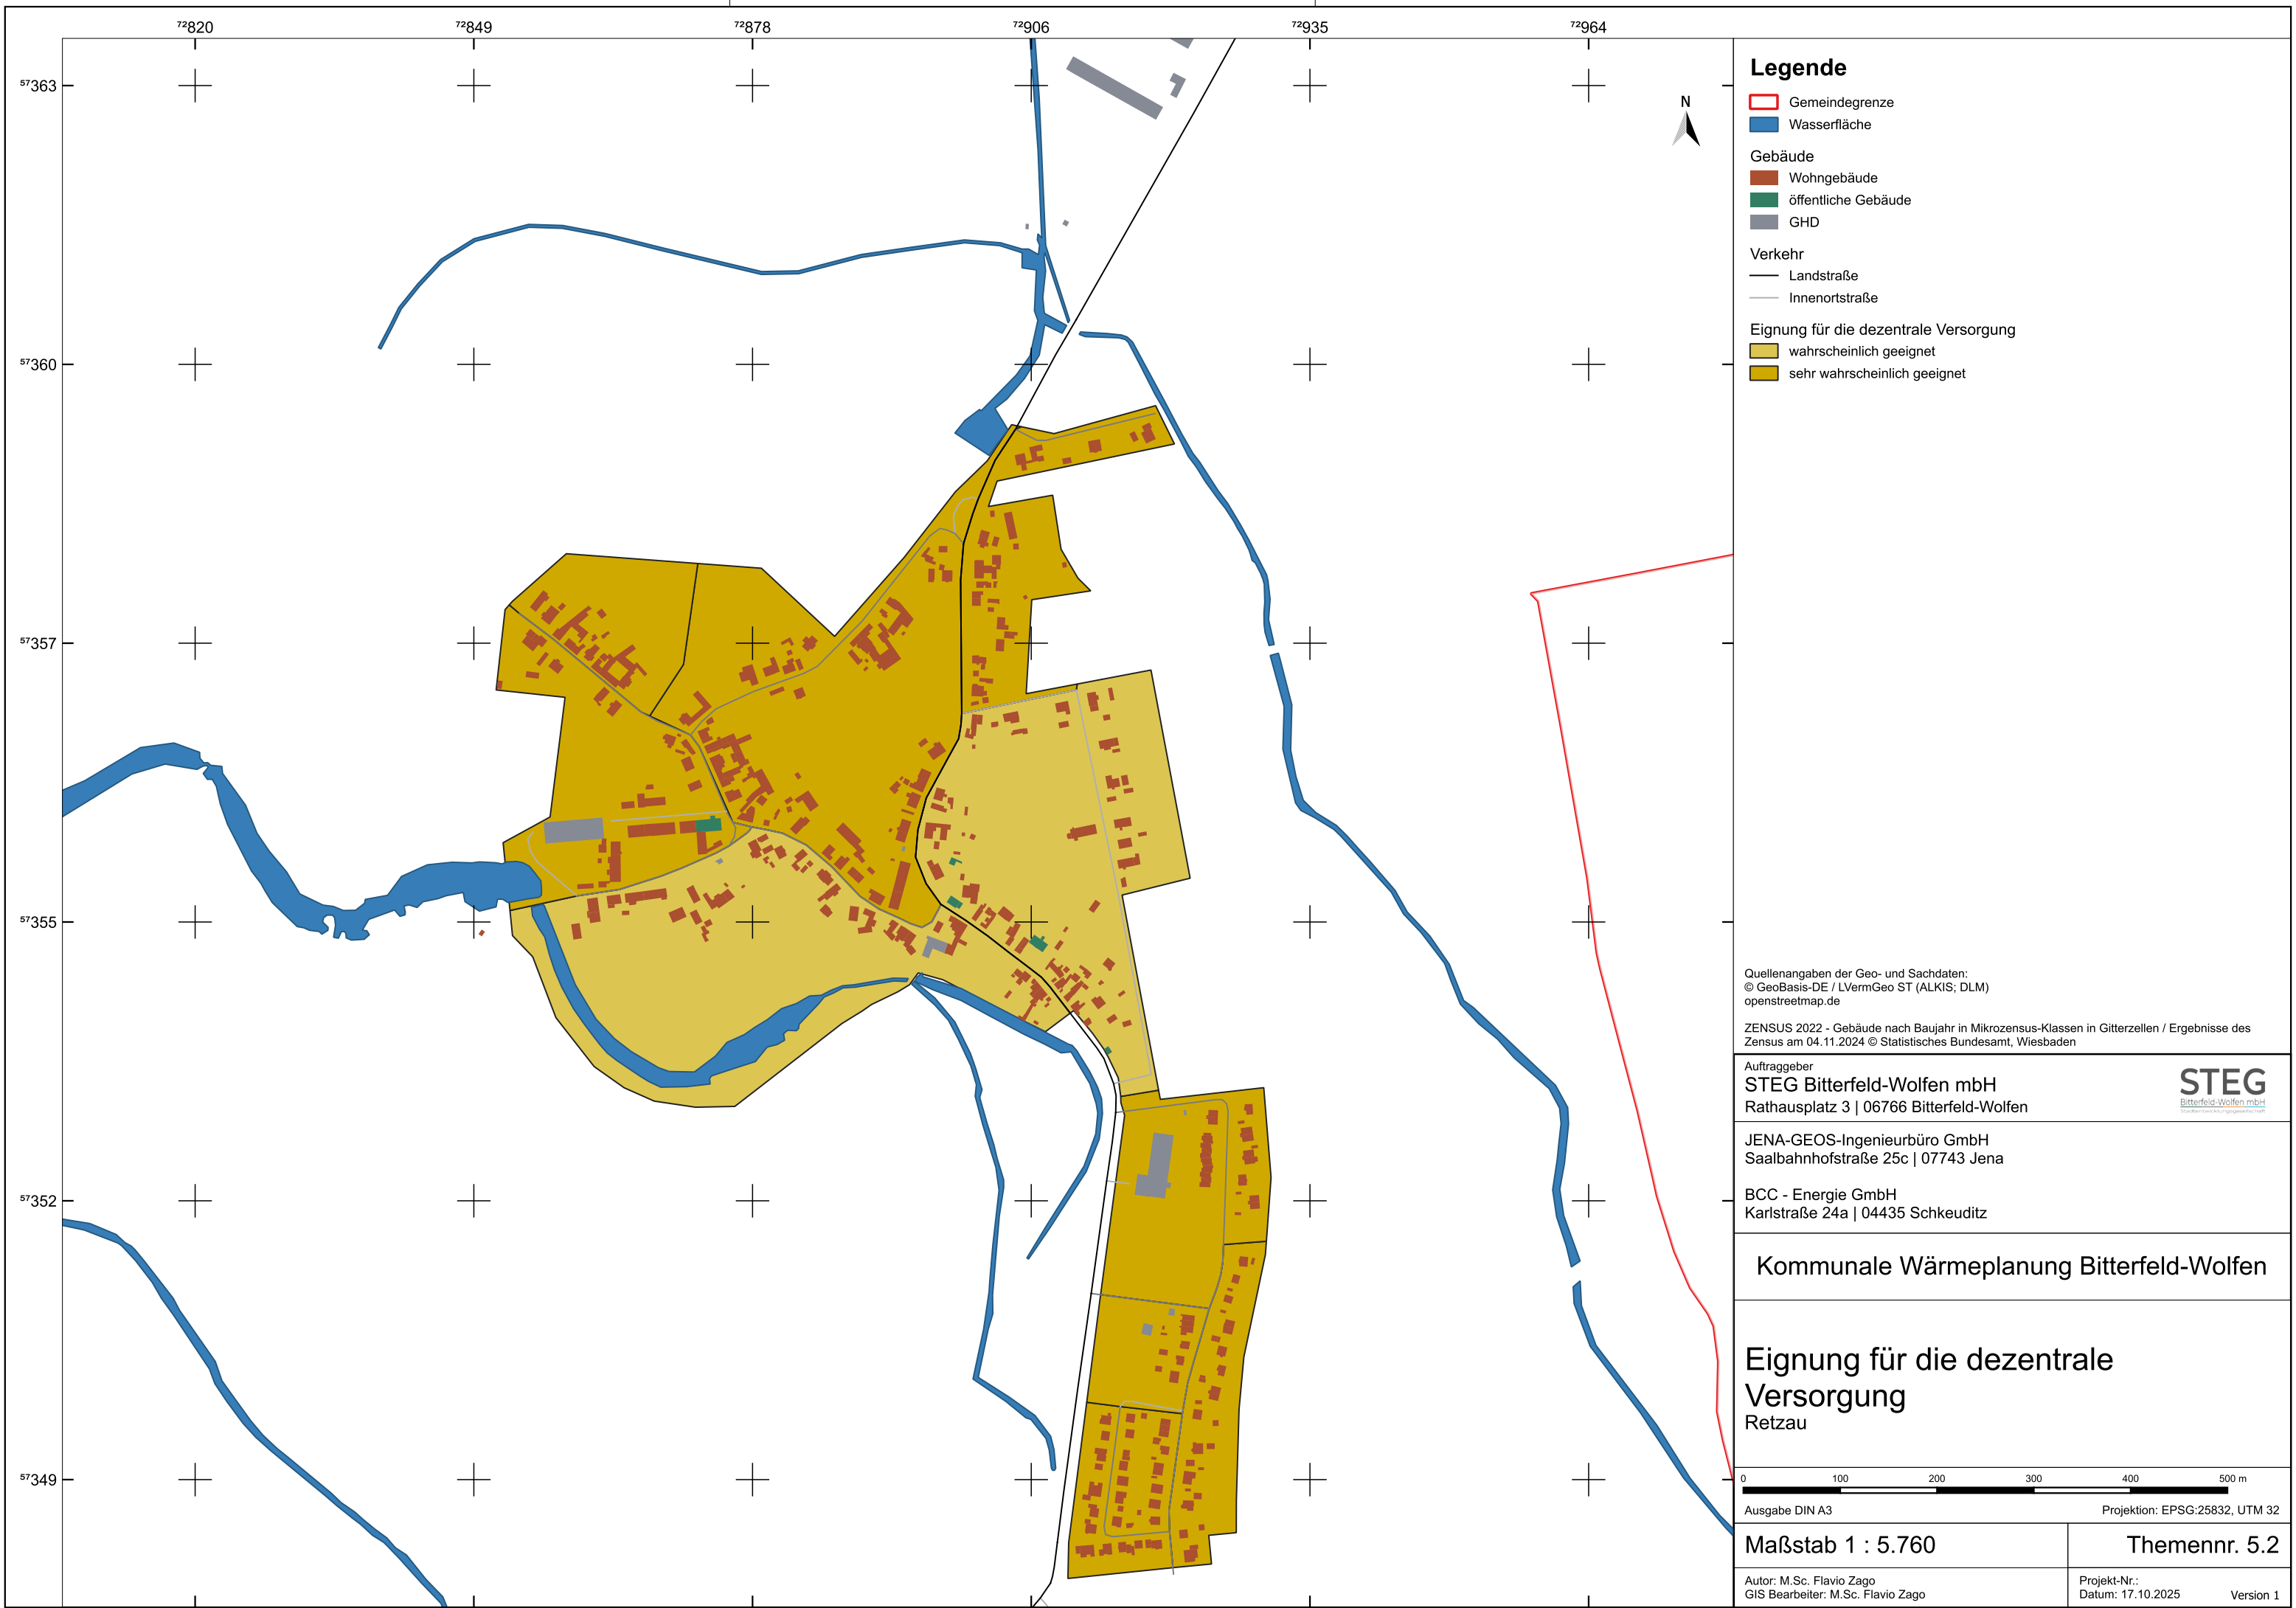 ⁷²820 ⁷²849 ⁷²878 ⁷²906 ⁷²935 ⁷²964
⁵⁷363
⁵⁷360
⁵⁷357
⁵⁷355
⁵⁷352
⁵⁷349
N
Legende
Gemeindegrenze
Wasserfläche
Gebäude
Wohngebäude
öffentliche Gebäude
GHD
Verkehr
Landstraße
Innenortstraße
Eignung für die dezentrale Versorgung
wahrscheinlich geeignet
sehr wahrscheinlich geeignet
Quellenangaben der Geo- und Sachdaten:
© GeoBasis-DE / LVermGeo ST (ALKIS; DLM)
openstreetmap.de
ZENSUS 2022 - Gebäude nach Baujahr in Mikrozensus-Klassen in Gitterzellen / Ergebnisse des
Zensus am 04.11.2024 © Statistisches Bundesamt, Wiesbaden
Auftraggeber
STEG Bitterfeld-Wolfen mbH
Rathausplatz 3 | 06766 Bitterfeld-Wolfen
STEG
Bitterfeld-Wolfen mbH
Stadtentwicklungsgesellschaft
JENA-GEOS-Ingenieurbüro GmbH
Saalbahnhofstraße 25c | 07743 Jena
BCC - Energie GmbH
Karlstraße 24a | 04435 Schkeuditz
Kommunale Wärmeplanung Bitterfeld-Wolfen
Eignung für die dezentrale
Versorgung
Retzau
0 100 200 300 400 500 m
Ausgabe DIN A3 Projektion: EPSG:25832, UTM 32
Maßstab 1 : 5.760 Themennr. 5.2
Autor: M.Sc. Flavio Zago
GIS Bearbeiter: M.Sc. Flavio Zago
Projekt-Nr.:
Datum: 17.10.2025 Version 1